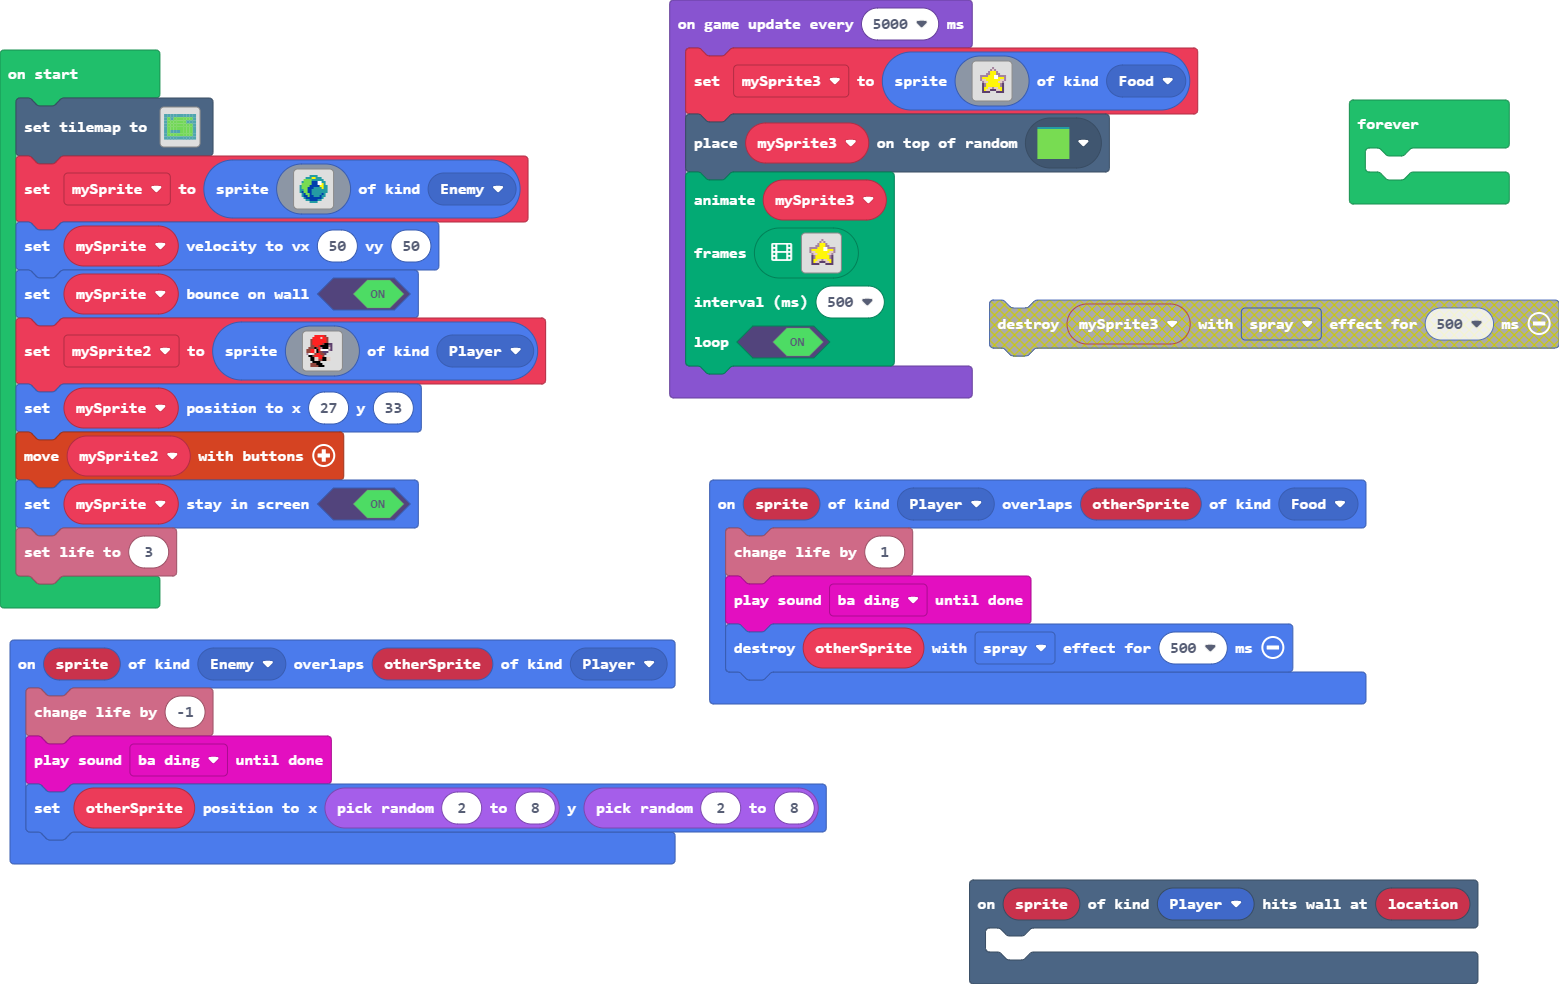 on start
set tilemap to
set mySprite to sprite of kind Enemy
set mySprite velocity to vx 50 vy 50
set mySprite bounce on wall ON
set mySprite2 to sprite of kind Player
set mySprite position to x 27 y 33
move mySprite2 with buttons
set mySprite stay in screen ON
set life to 3
on sprite of kind Enemy overlaps otherSprite of kind Player
change life by -1
play sound ba ding until done
set otherSprite position to x pick random 2 to 8 y pick random 2 to 8
on game update every 5000 ms
set mySprite3 to sprite of kind Food
place mySprite3 on top of random
animate mySprite3
frames
interval (ms) 500
loop ON
forever
destroy mySprite3 with spray effect for 500 ms
on sprite of kind Player overlaps otherSprite of kind Food
change life by 1
play sound ba ding until done
destroy otherSprite with spray effect for 500 ms
on sprite of kind Player hits wall at location